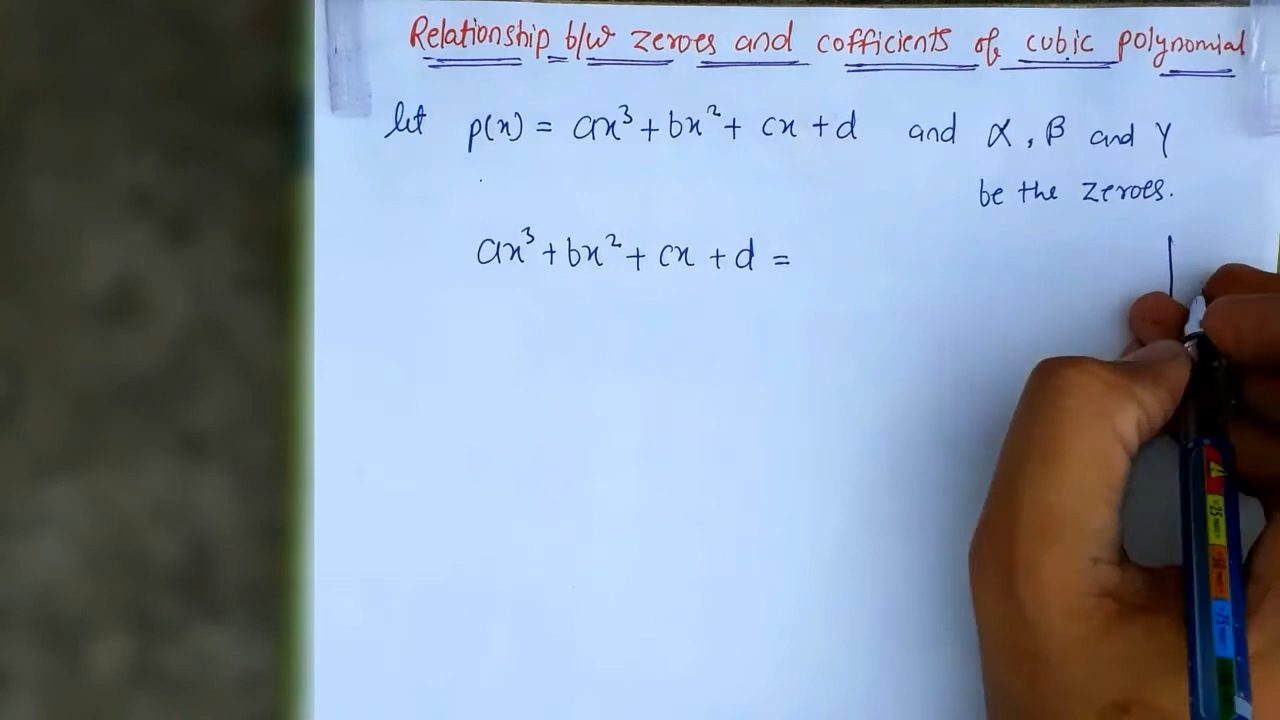 Relationship b/w zeroes and cofficients of cubic polynomial
let p(x) = ax³ + bx² + cx + d and α, β and γ
be the zeroes.
ax³ + bx² + cx + d =